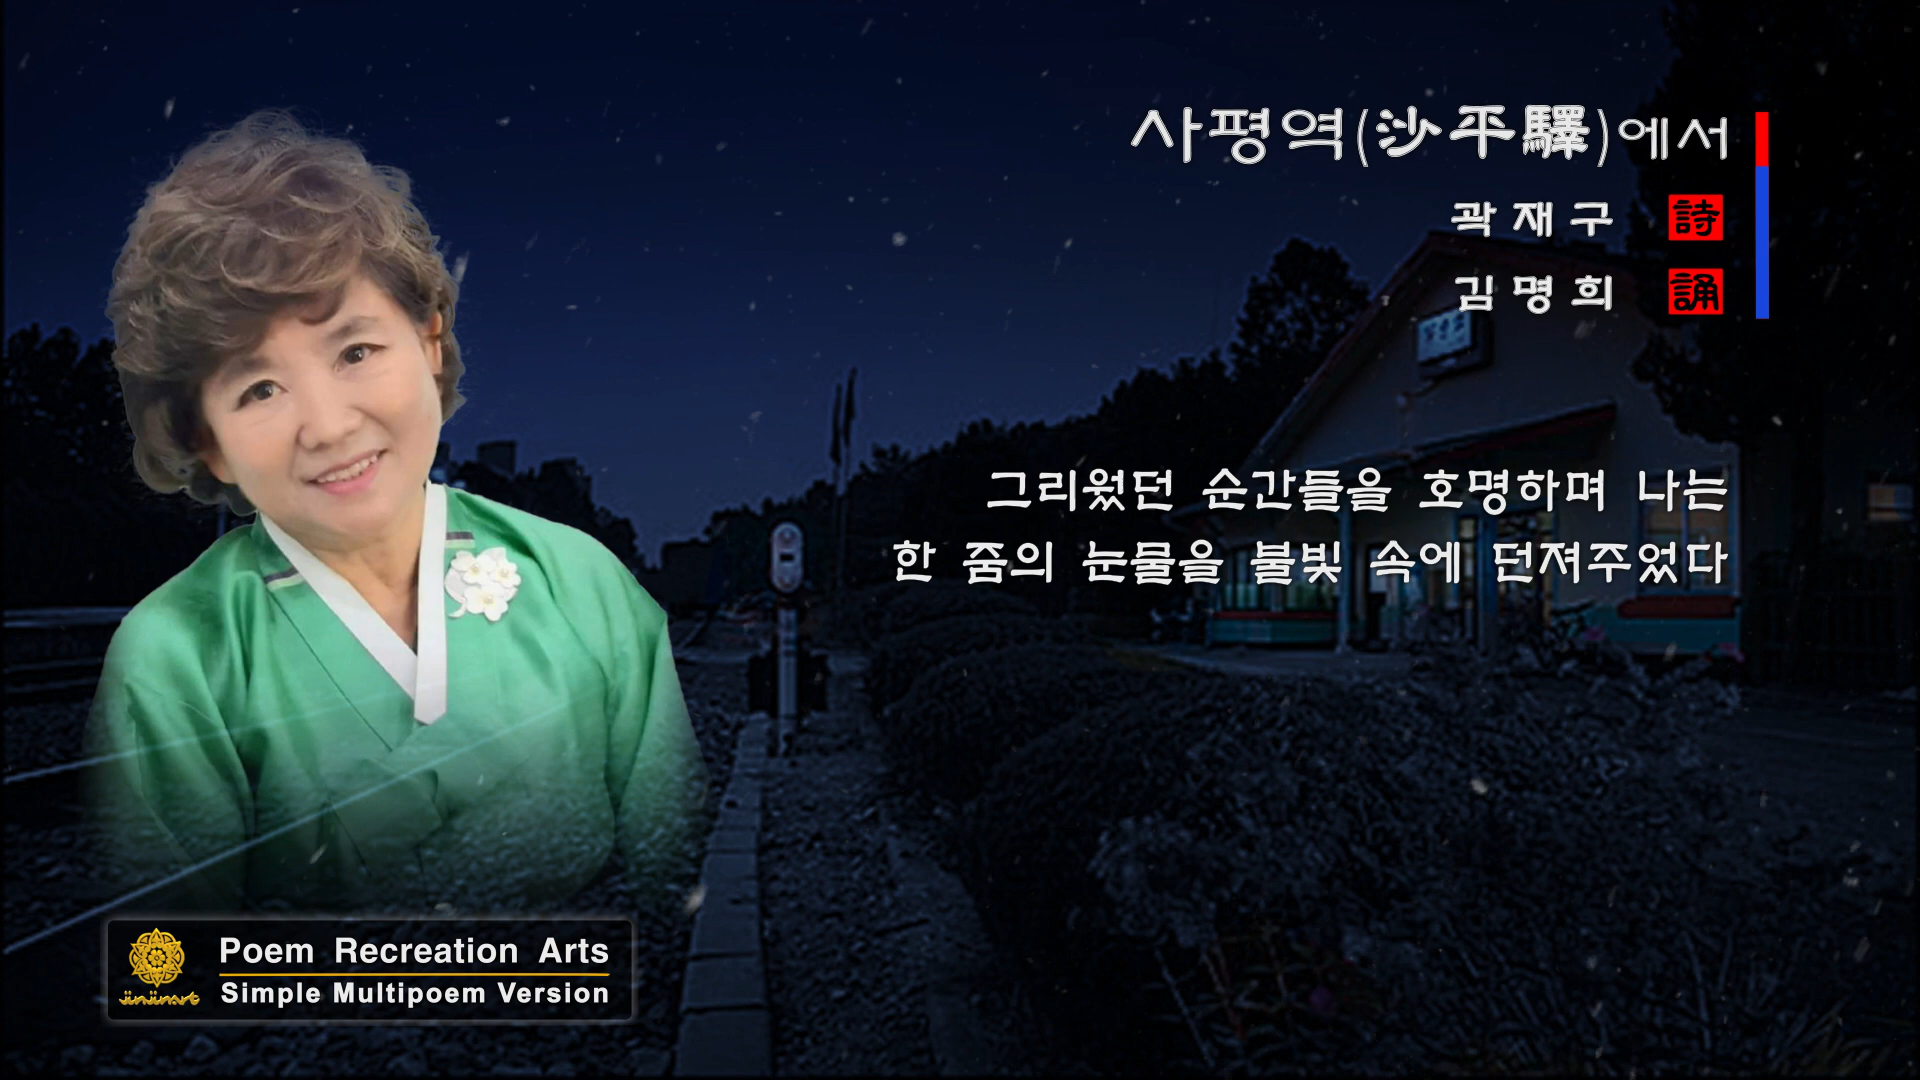 사평역(沙平驛)에서
곽재구 詩
김명희 誦
그리웠던 순간들을 호명하며 나는
한 줌의 눈물을 불빛 속에 던져주었다
Poem Recreation Arts
jinjinart
Simple Multipoem Version